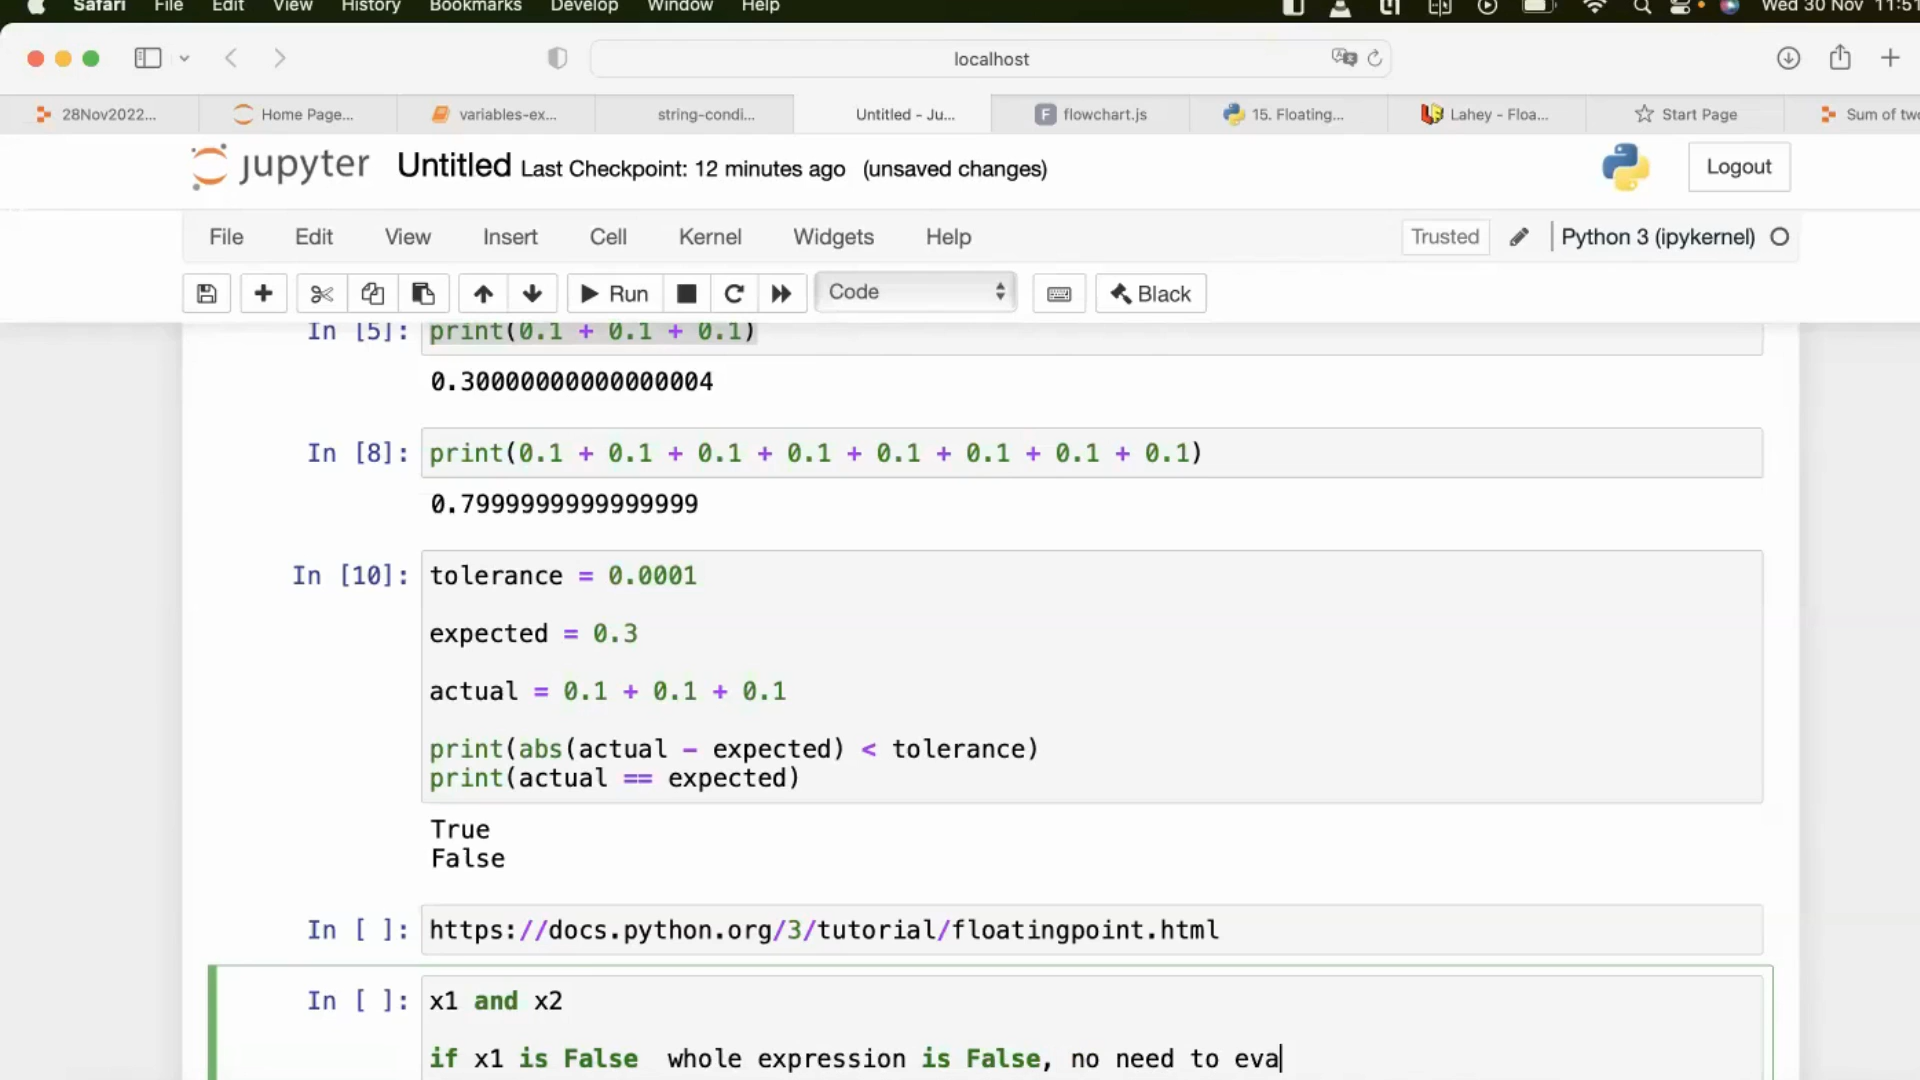 Safari File Edit View History Bookmarks Develop Window Help Wed 30 Nov 11:51
localhost
28Nov2022... Home Page... variables-ex... string-condi... Untitled - Ju... flowchart.js 15. Floating... Lahey - Floa... Start Page Sum of tw
jupyter Untitled Last Checkpoint: 12 minutes ago (unsaved changes) Logout
File Edit View Insert Cell Kernel Widgets Help Trusted Python 3 (ipykernel)
Run Code Black
In [5]: print(0.1 + 0.1 + 0.1)
0.30000000000000004
In [8]: print(0.1 + 0.1 + 0.1 + 0.1 + 0.1 + 0.1 + 0.1 + 0.1)
0.7999999999999999
In [10]: tolerance = 0.0001
expected = 0.3
actual = 0.1 + 0.1 + 0.1
print(abs(actual - expected) < tolerance)
print(actual == expected)
True
False
In [ ]: https://docs.python.org/3/tutorial/floatingpoint.html
In [ ]: x1 and x2
if x1 is False  whole expression is False, no need to eva